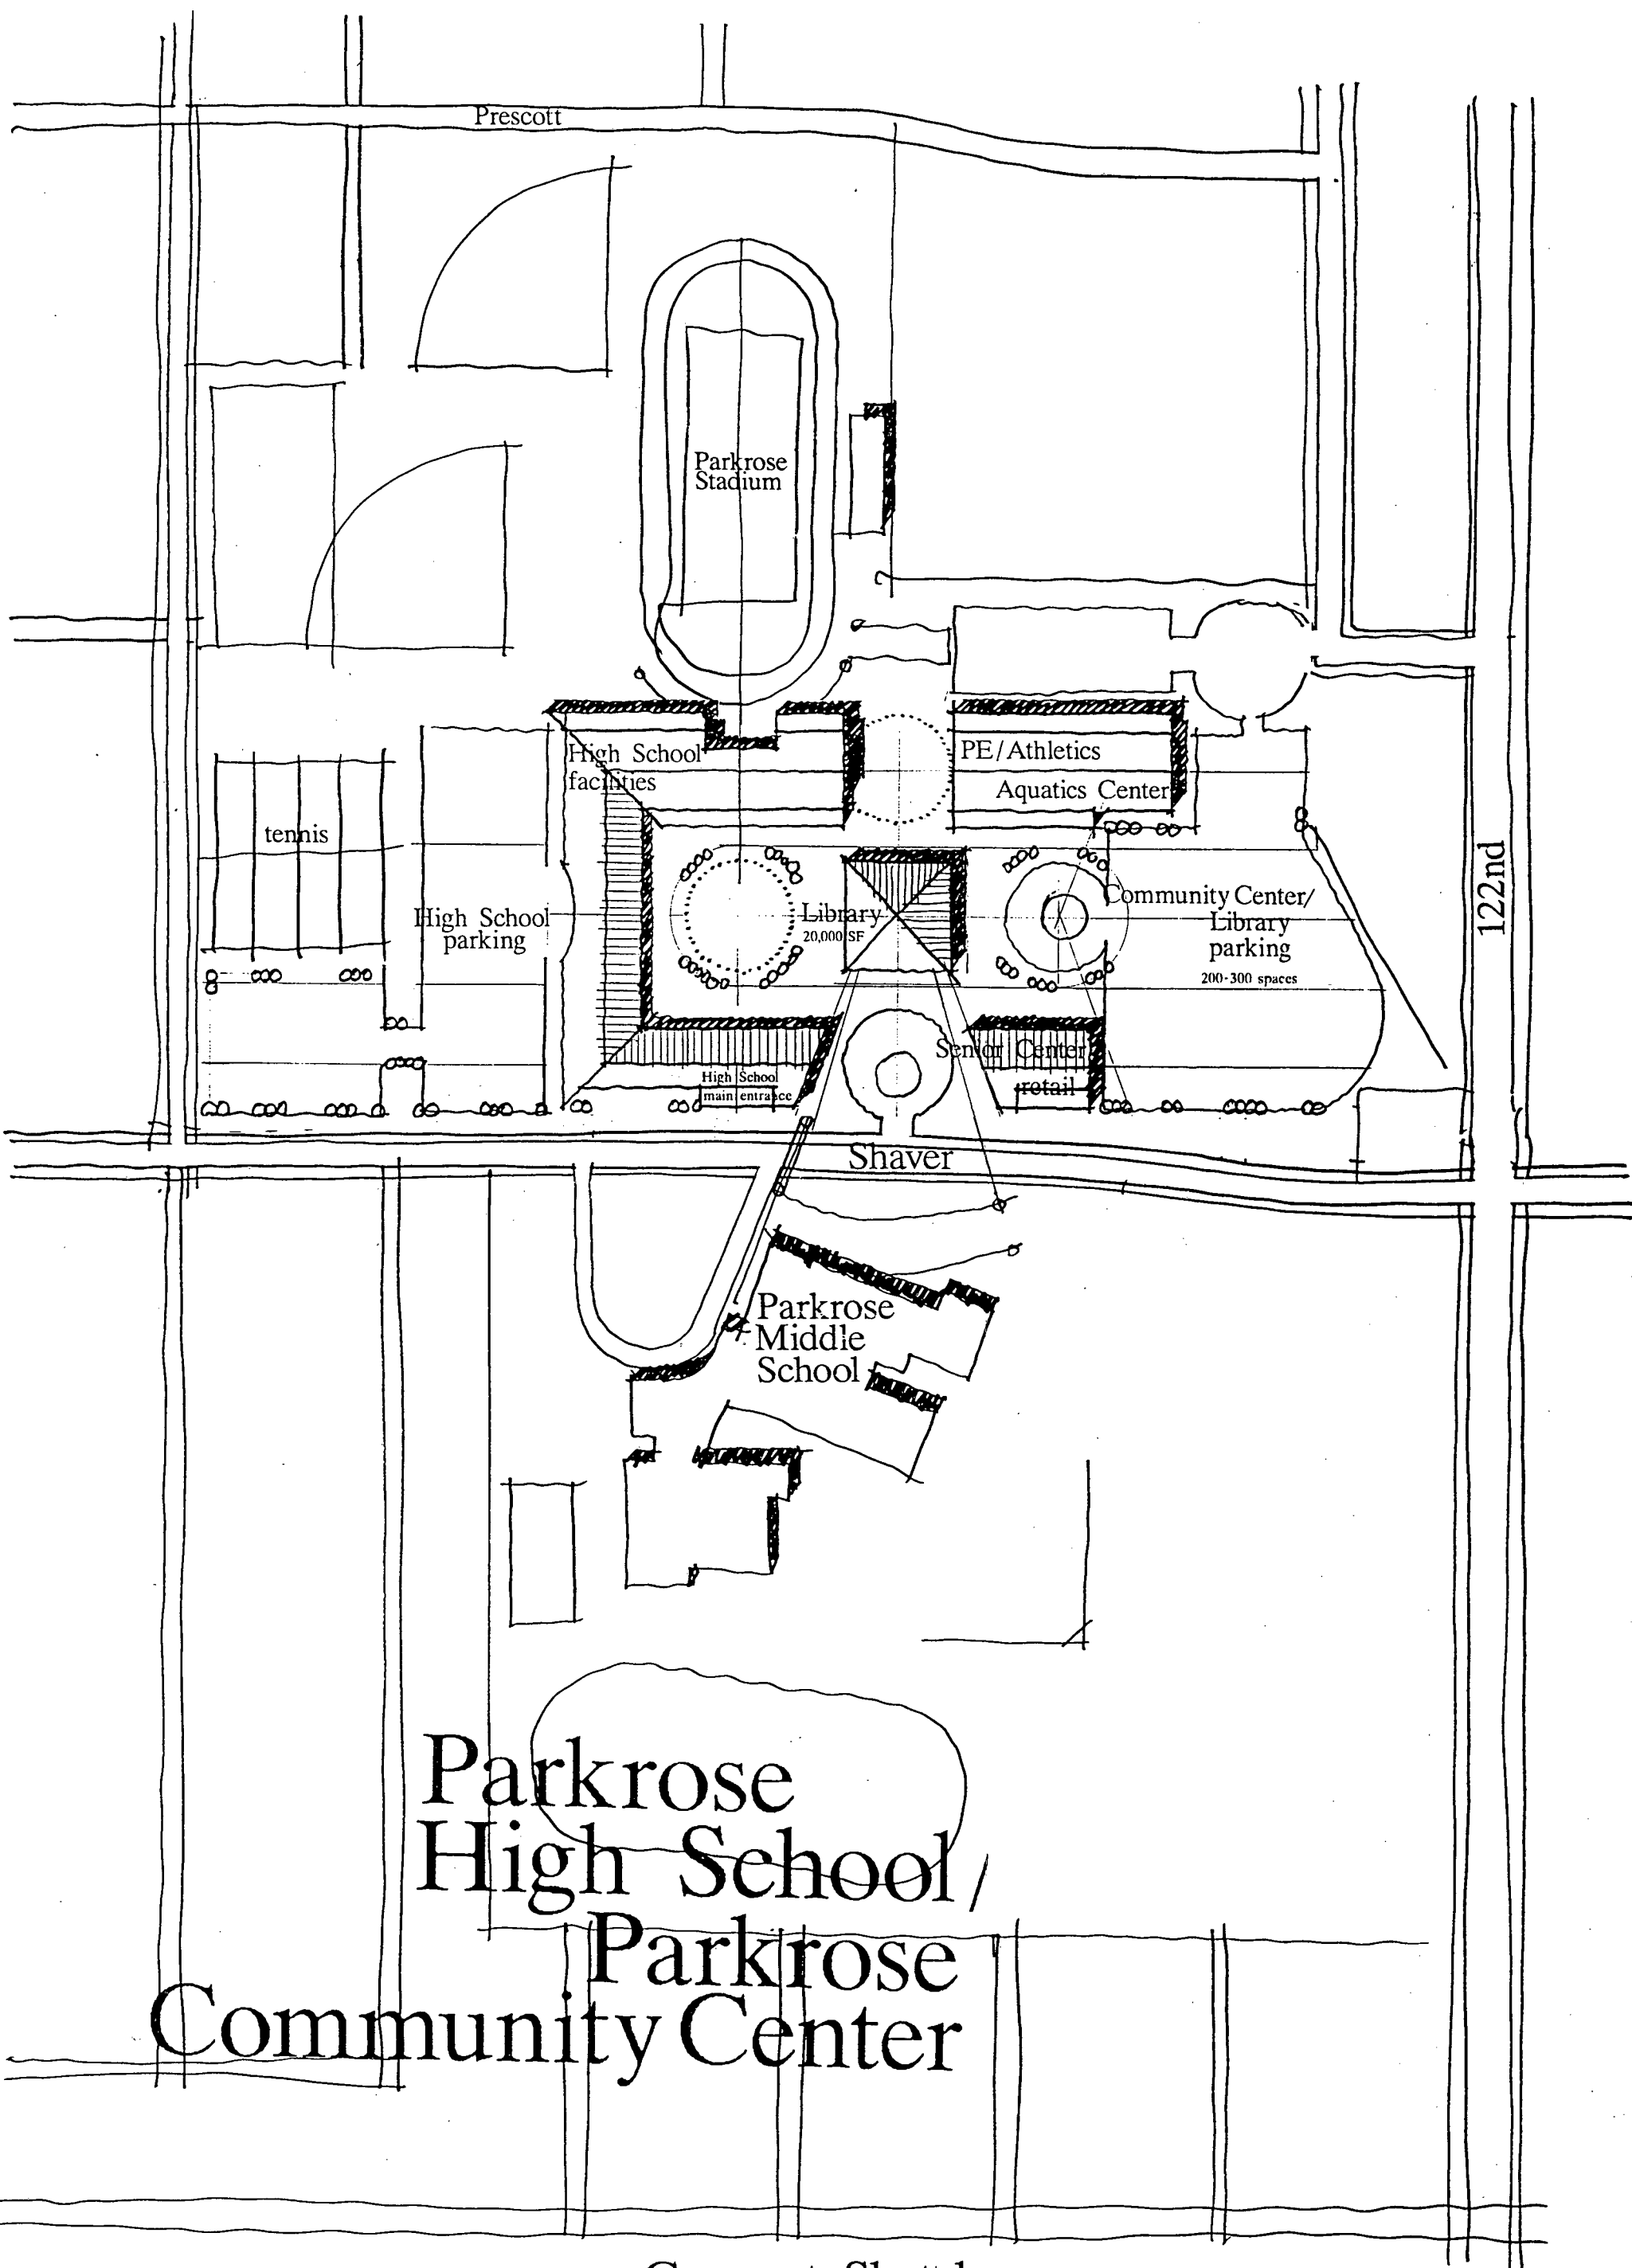 Prescott
Parkrose
Stadium
High School
facilities
PE/Athletics
Aquatics Center
tennis
122nd
High School
parking
Library
20,000 SF
Community Center/
Library
parking
200-300 spaces
Senior Center
retail
High School
main entrance
Shaver
Parkrose
Middle
School
Parkrose
High School/
Parkrose
Community Center